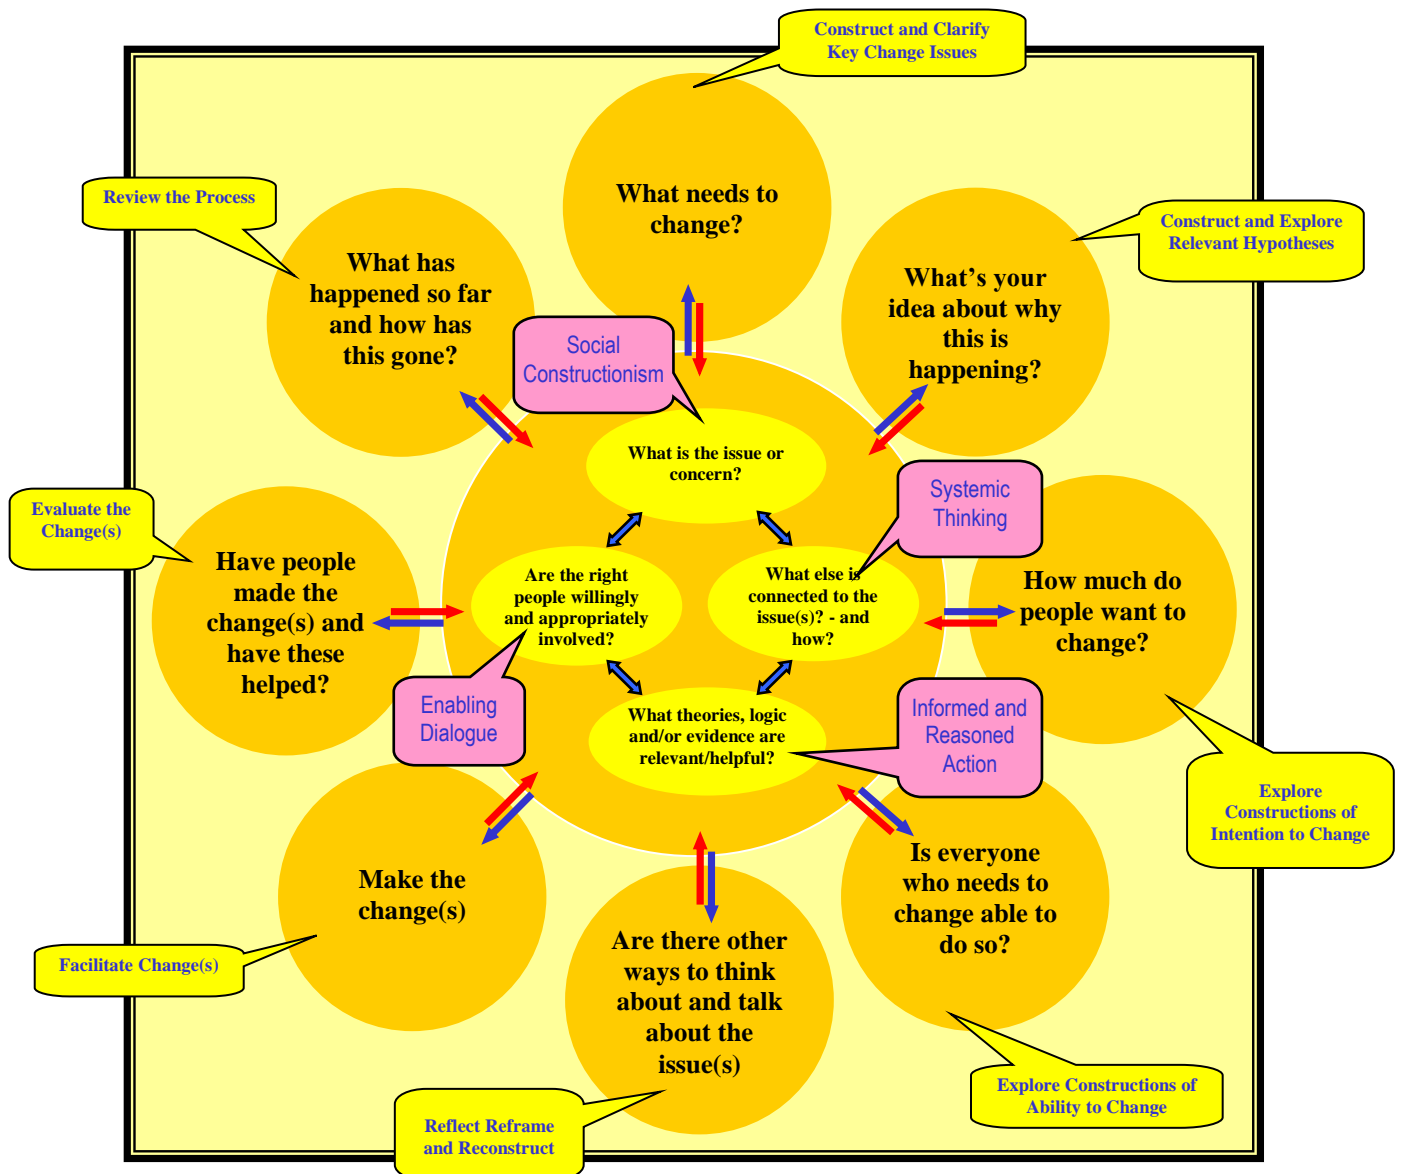 Construct and Clarify
Key Change Issues
Review the Process
What needs to
change?
Construct and Explore
Relevant Hypotheses
What has
happened so far
and how has
this gone?
What's your
idea about why
this is
happening?
Social
Constructionism
What is the issue or
concern?
Systemic
Thinking
Evaluate the
Change(s)
Have people
made the
change(s) and
have these
helped?
Are the right
people willingly
and appropriately
involved?
What else is
connected to the
issue(s)? - and
how?
How much do
people want to
change?
Enabling
Dialogue
What theories, logic
and/or evidence are
relevant/helpful?
Informed and
Reasoned
Action
Explore
Constructions of
Intention to Change
Make the
change(s)
Is everyone
who needs to
change able to
do so?
Facilitate Change(s)
Are there other
ways to think
about and talk
about the
issue(s)
Explore Constructions of
Ability to Change
Reflect Reframe
and Reconstruct